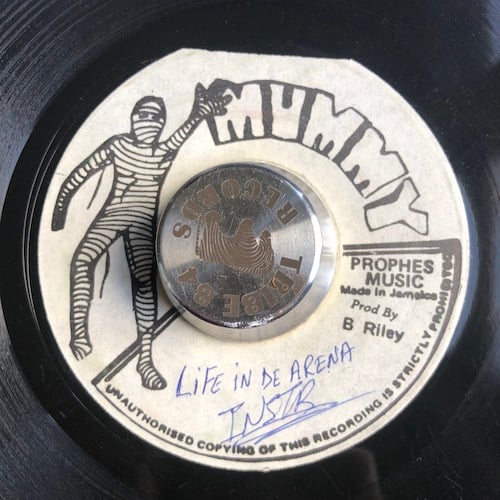 MUMMY
RECORDS
TRIBE 84
PROPHES
MUSIC
Made in Jamaica
Prod By
B Riley
LIFE IN DE ARENA
INSTR
UNAUTHORISED COPYING OF THIS RECORDING IS STRICTLY PROHIBITED